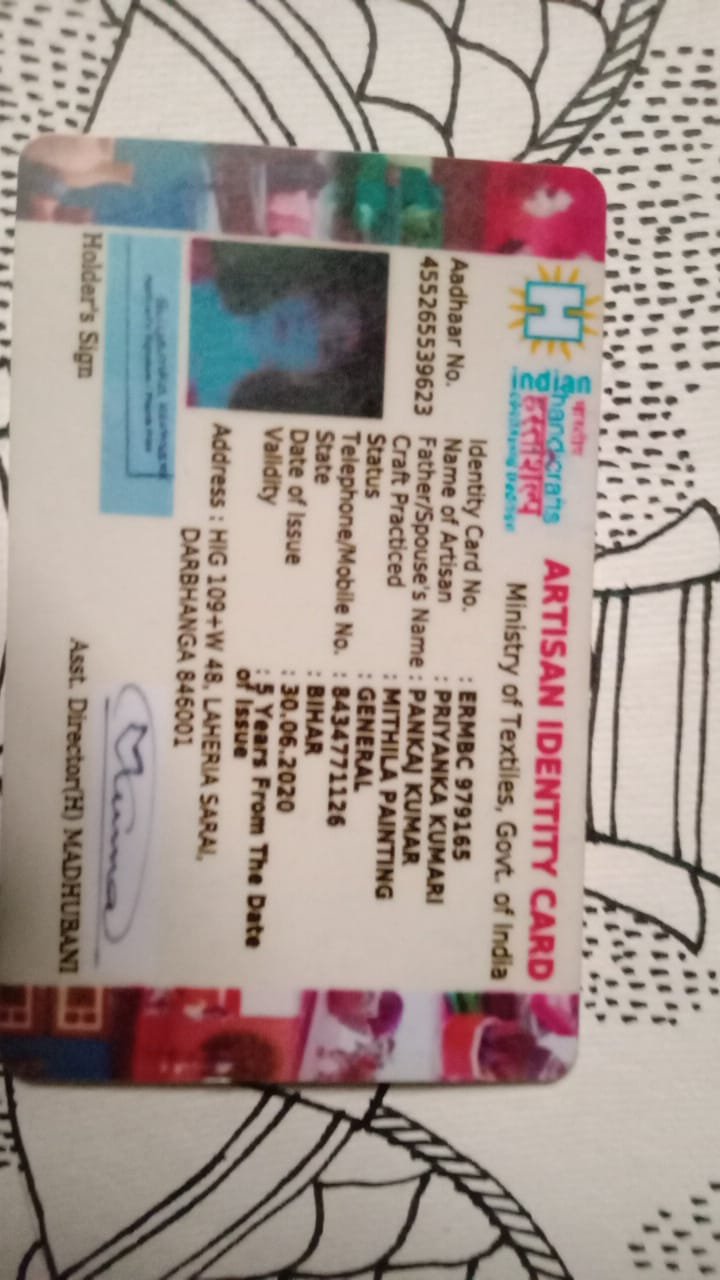 ARTISAN IDENTITY CARD
Ministry of Textiles, Govt. of India
indian
भारतीय
handicrafts
हस्तशिल्प
Aadhaar No.
455265539623
Identity Card No. : ERMBC 979165
Name of Artisan : PRIYANKA KUMARI
Father/Spouse's Name : PANKAJ KUMAR
Craft Practiced : MITHILA PAINTING
Status : GENERAL
Telephone/Mobile No. : 8434771126
State : BIHAR
Date of Issue : 30.06.2020
Validity : 5 Years From The Date
of Issue
Address : HIG 109+W 48, LAHERIA SARAI,
DARBHANGA 846001
Holder's Sign
Asst. Director(H) MADHUBANI